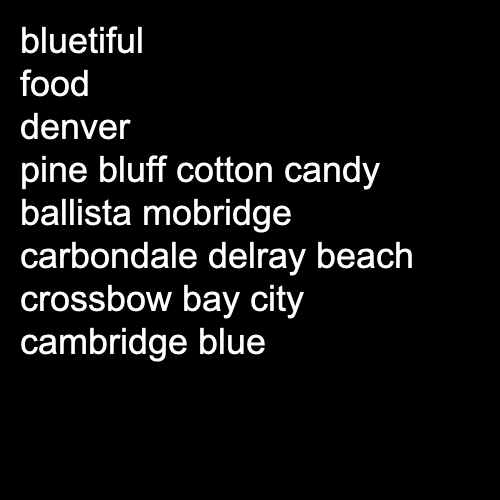 bluetiful
food
denver
pine bluff cotton candy
ballista mobridge
carbondale delray beach
crossbow bay city
cambridge blue